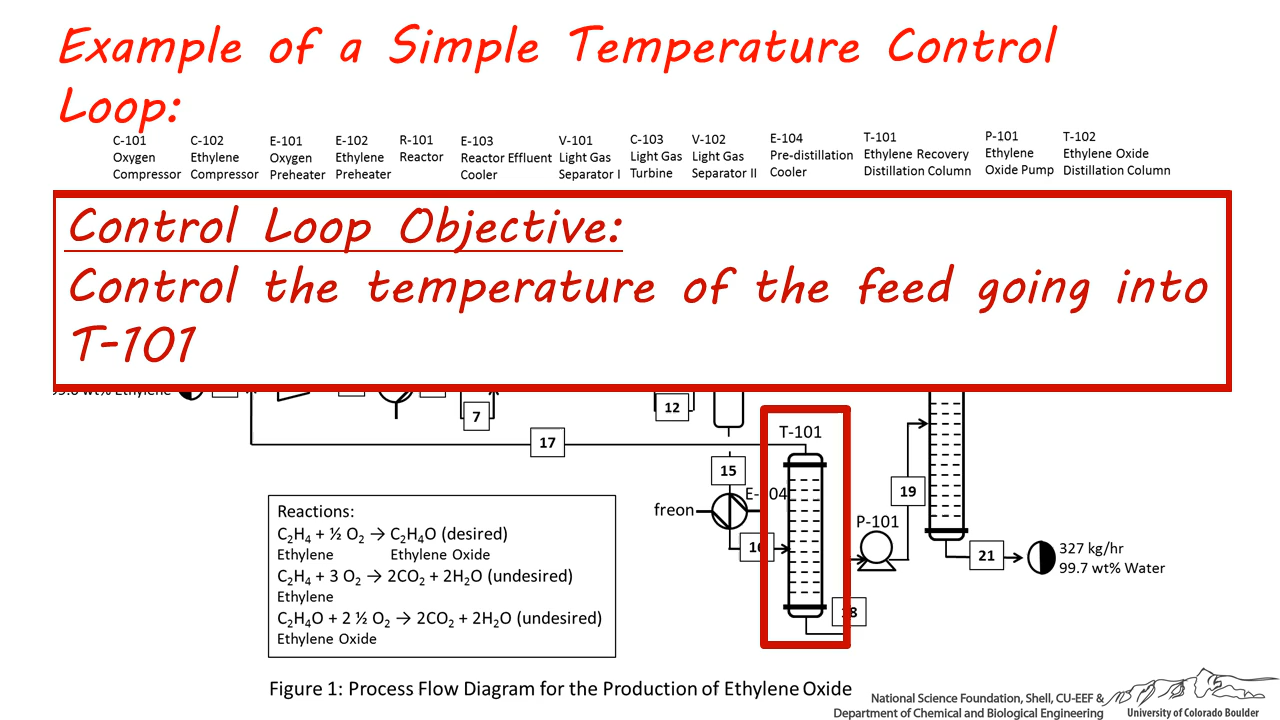 Example of a Simple Temperature Control
Loop:
C-101 Oxygen Compressor
C-102 Ethylene Compressor
E-101 Oxygen Preheater
E-102 Ethylene Preheater
R-101 Reactor
E-103 Reactor Effluent Cooler
V-101 Light Gas Separator I
C-103 Light Gas Turbine
V-102 Light Gas Separator II
E-104 Pre-distillation Cooler
T-101 Ethylene Recovery Distillation Column
P-101 Ethylene Oxide Pump
T-102 Ethylene Oxide Distillation Column
Control Loop Objective:
Control the temperature of the feed going into
T-101
Ethylene
7
12
17
T-101
15
E-104
freon
16
19
P-101
18
21
327 kg/hr
99.7 wt% Water
Reactions:
C₂H₄ + ½ O₂ → C₂H₄O (desired)
Ethylene Ethylene Oxide
C₂H₄ + 3 O₂ → 2CO₂ + 2H₂O (undesired)
Ethylene
C₂H₄O + 2 ½ O₂ → 2CO₂ + 2H₂O (undesired)
Ethylene Oxide
Figure 1: Process Flow Diagram for the Production of Ethylene Oxide
National Science Foundation, Shell, CU-EEF &
Department of Chemical and Biological Engineering
University of Colorado Boulder